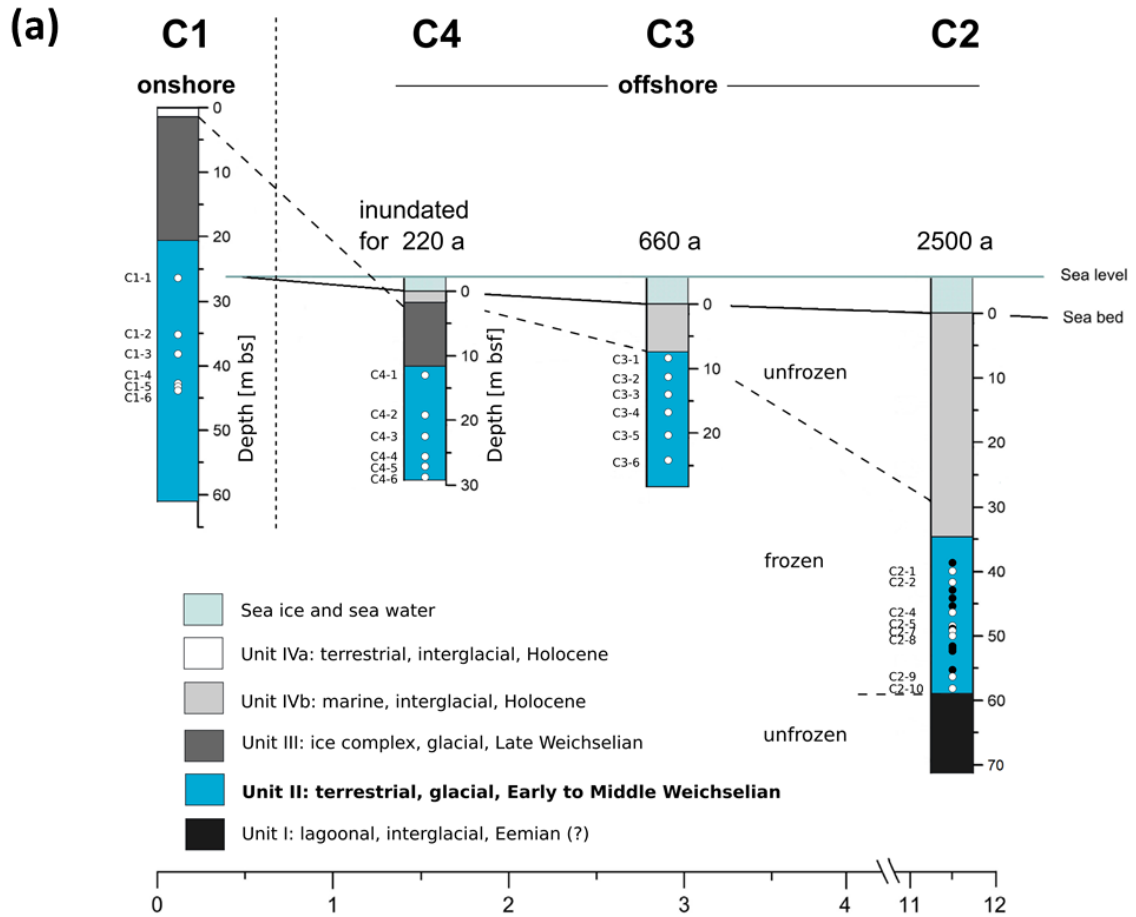 (a)
C1 C4 C3 C2
onshore offshore
0
10
20
30
40
50
60
Depth [m bs]
C1-1
C1-2
C1-3
C1-4
C1-5
C1-6
inundated
for 220 a 660 a 2500 a
Sea level
Sea bed
0
10
20
30
Depth [m bsf]
C4-1
C4-2
C4-3
C4-4
C4-5
C4-6
0
10
20
C3-1
C3-2
C3-3
C3-4
C3-5
C3-6
unfrozen
frozen
unfrozen
0
10
20
30
40
50
60
70
C2-1
C2-2
C2-4
C2-5
C2-7
C2-8
C2-9
C2-10
Sea ice and sea water
Unit IVa: terrestrial, interglacial, Holocene
Unit IVb: marine, interglacial, Holocene
Unit III: ice complex, glacial, Late Weichselian
Unit II: terrestrial, glacial, Early to Middle Weichselian
Unit I: lagoonal, interglacial, Eemian (?)
0 1 2 3 4 11 12